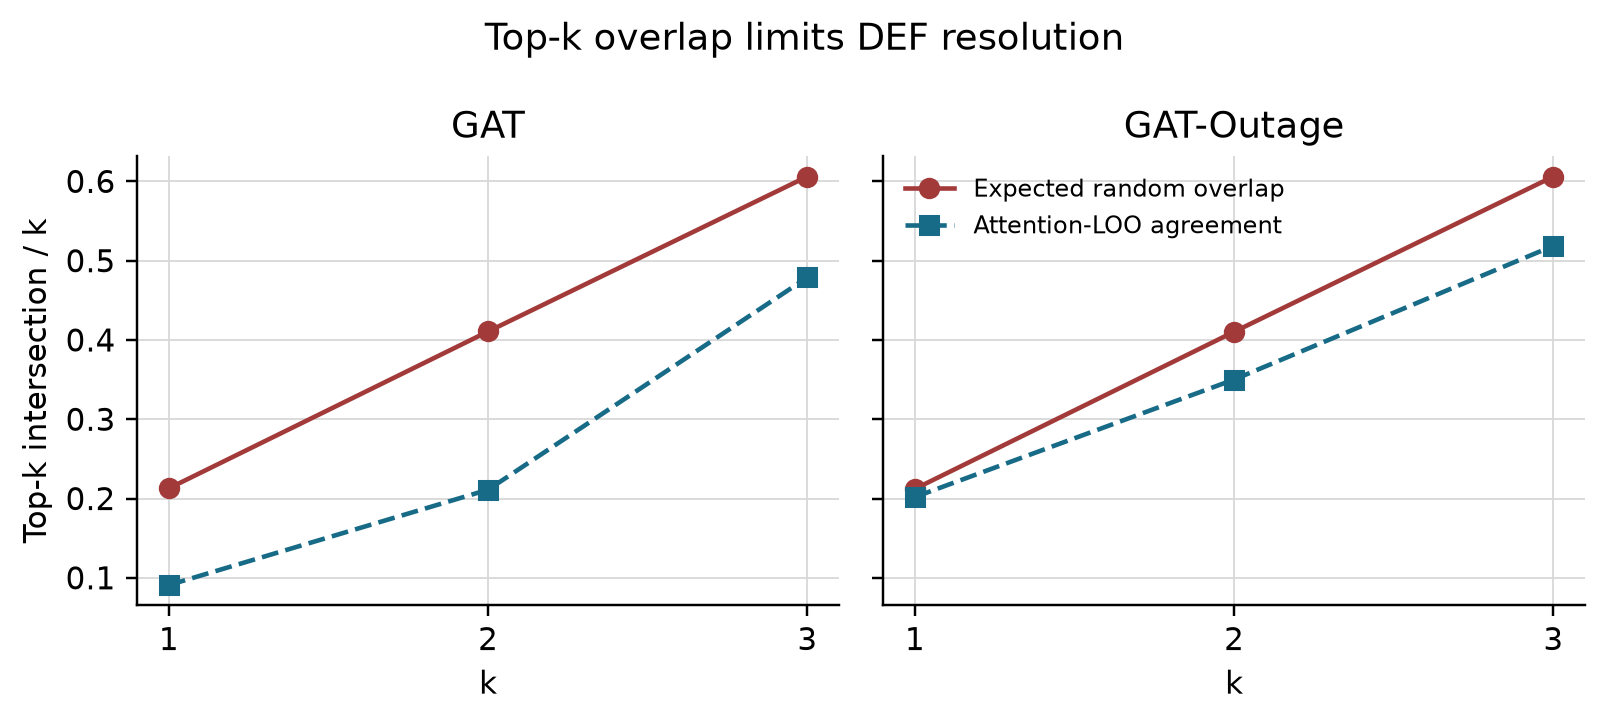 Top-k overlap limits DEF resolution
GAT
Top-k intersection / k
0.6
0.5
0.4
0.3
0.2
0.1
1
2
3
k
GAT-Outage
Expected random overlap
Attention-LOO agreement
1
2
3
k